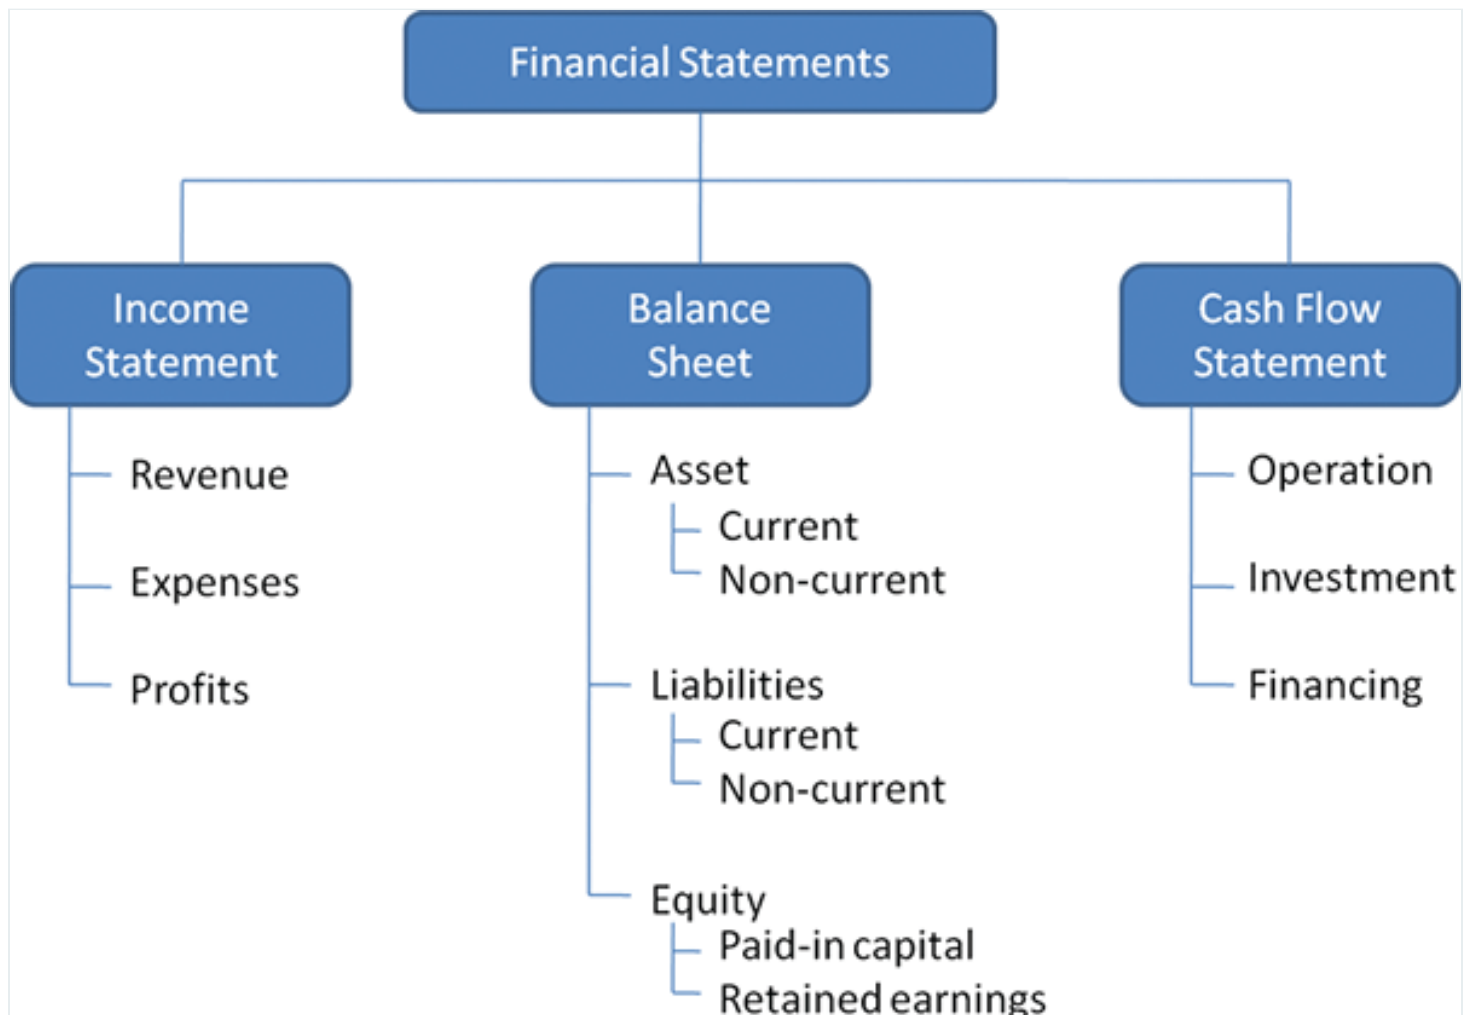 Financial Statements
Income
Statement
Revenue
Expenses
Profits
Balance
Sheet
Asset
Current
Non-current
Liabilities
Current
Non-current
Equity
Paid-in capital
Retained earnings
Cash Flow
Statement
Operation
Investment
Financing